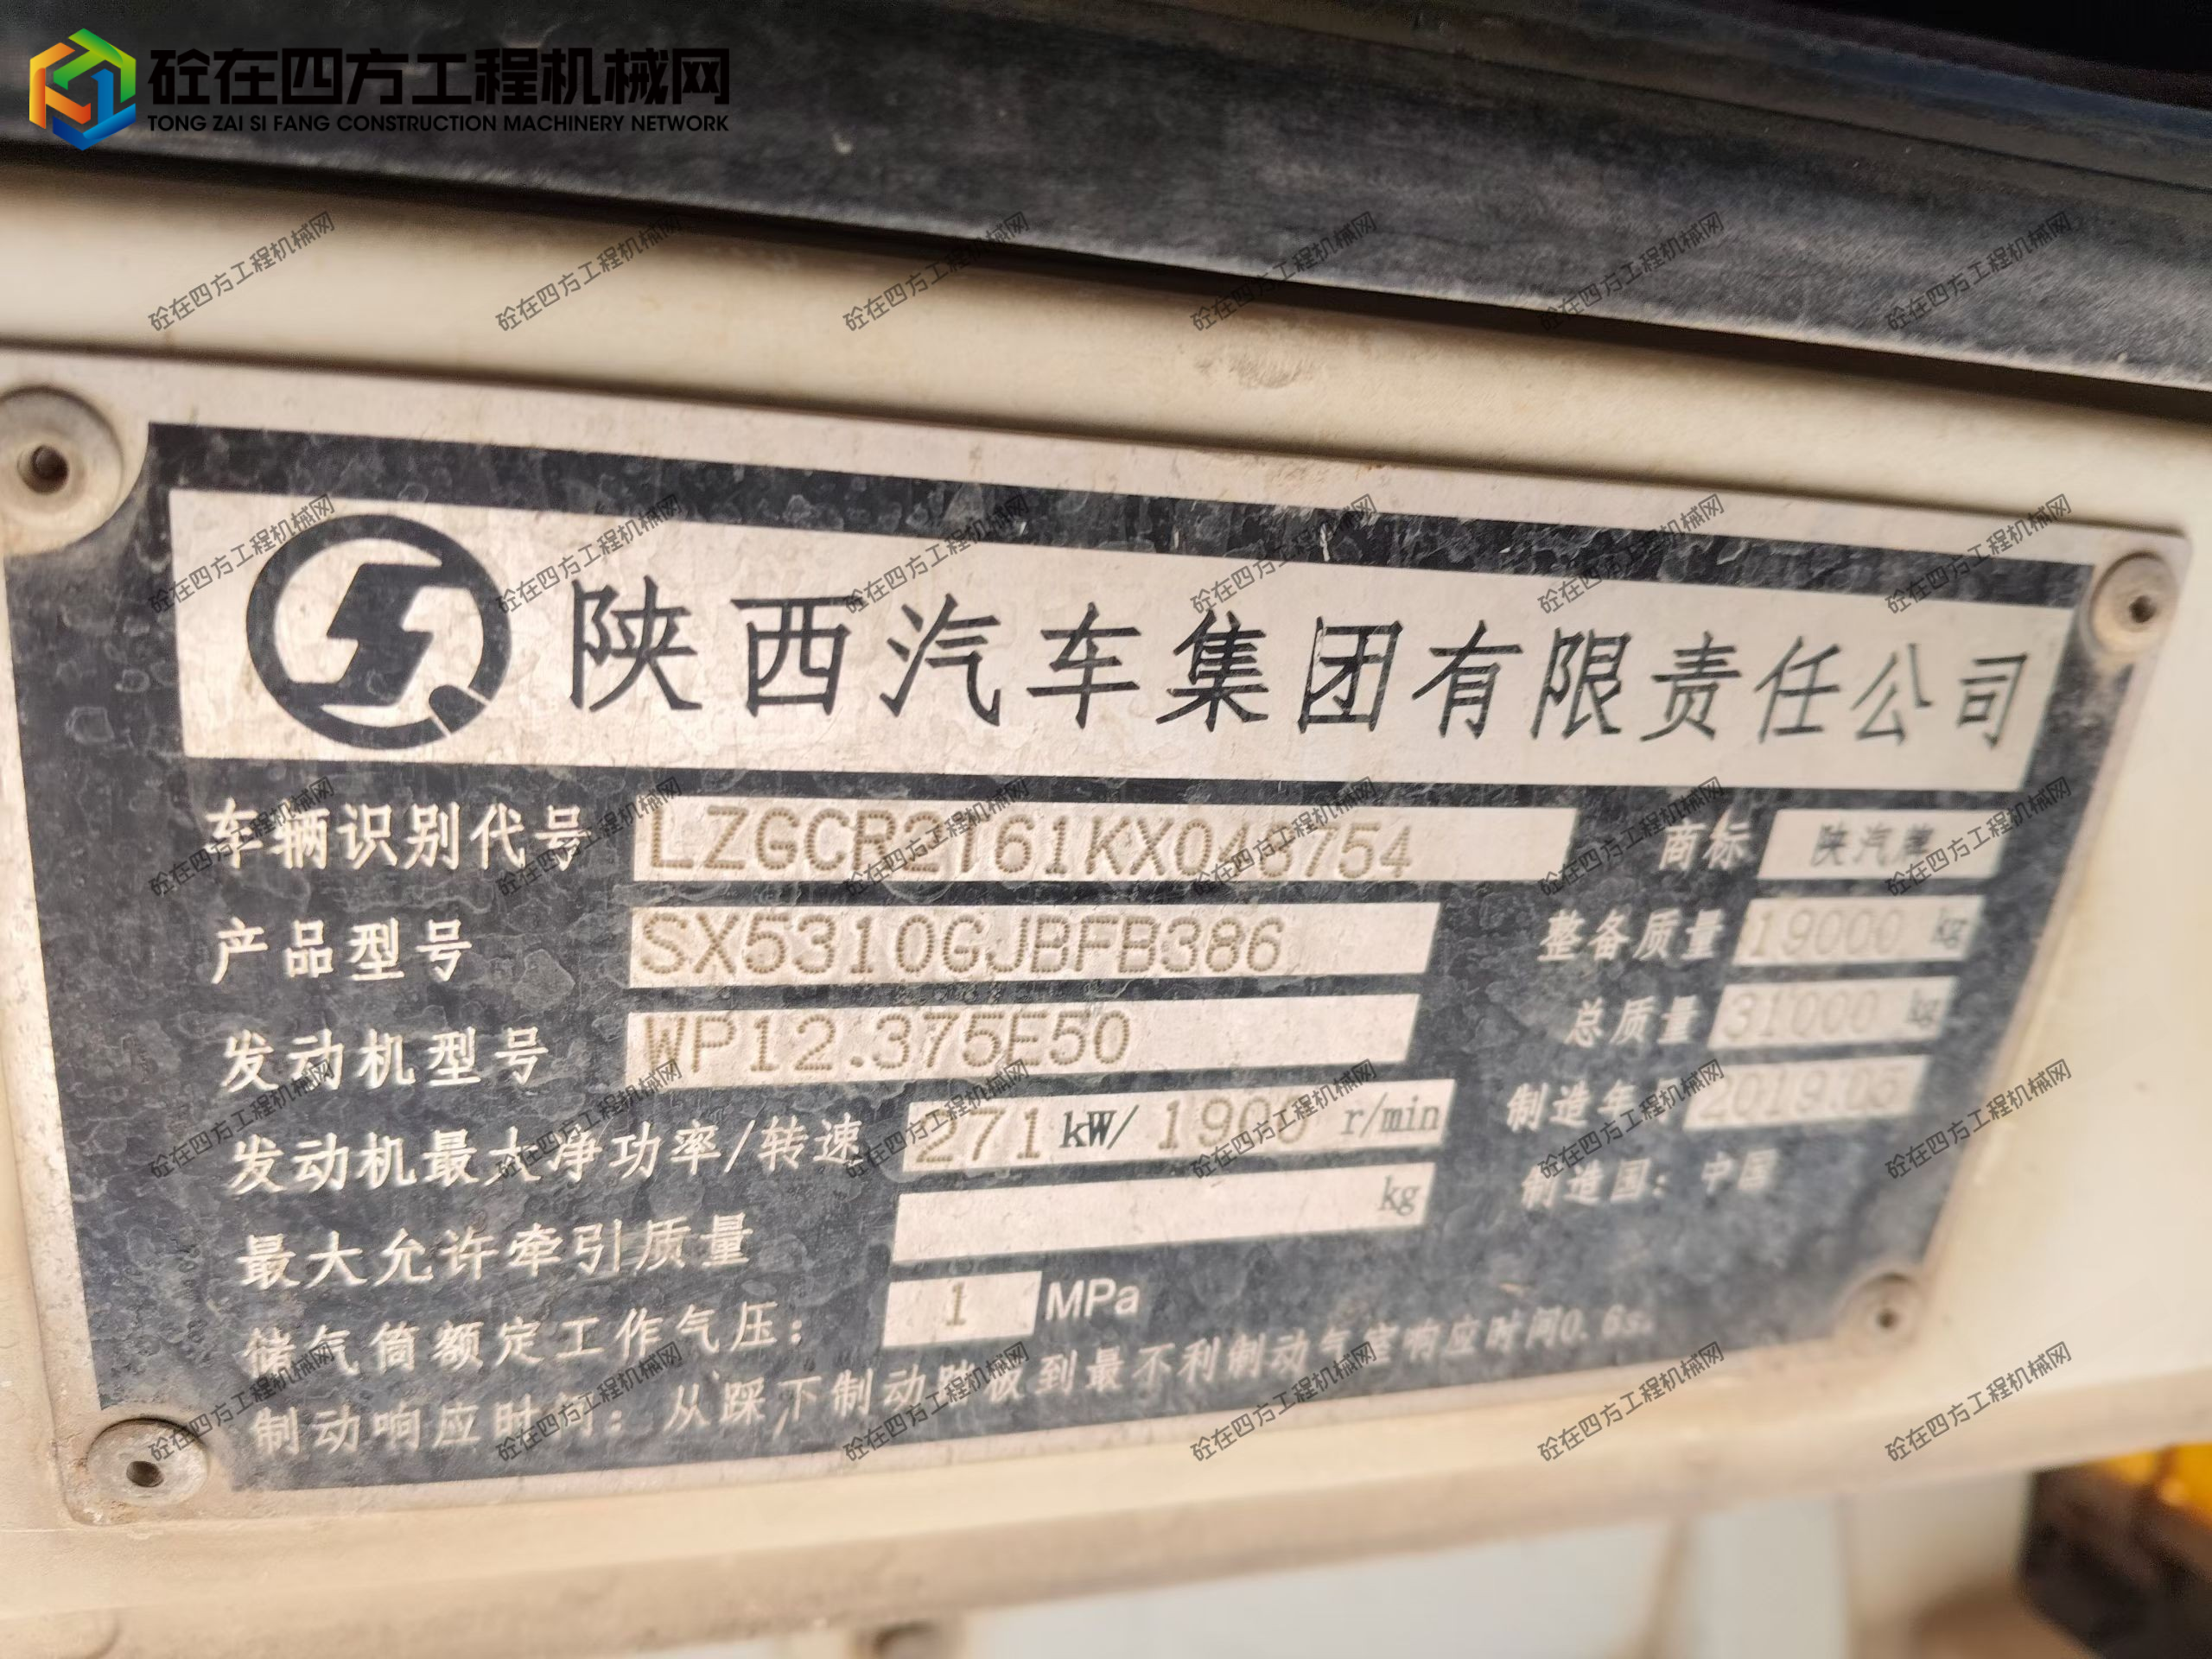 砼在四方工程机械网
TONG ZAI SI FANG CONSTRUCTION MACHINERY NETWORK
陕西汽车集团有限责任公司
车辆识别代号 LZGCR2T61KX048754 商标 陕汽牌
产品型号 SX5310GJBFB386 整备质量 19000 kg
发动机型号 WP12.375E50 总质量 31000 kg
发动机最大净功率/转速 271 kW/ 1900 r/min 制造年月 2019.05
最大允许牵引质量 kg 制造国：中国
储气筒额定工作气压： 1 MPa
制动响应时间：从踩下制动踏板到最不利制动气室响应时间0.6s.